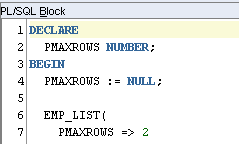 PL/SQL Block
1 DECLARE
2 PMAXROWS NUMBER;
3 BEGIN
4 PMAXROWS := NULL;
5
6 EMP_LIST(
7 PMAXROWS => 2